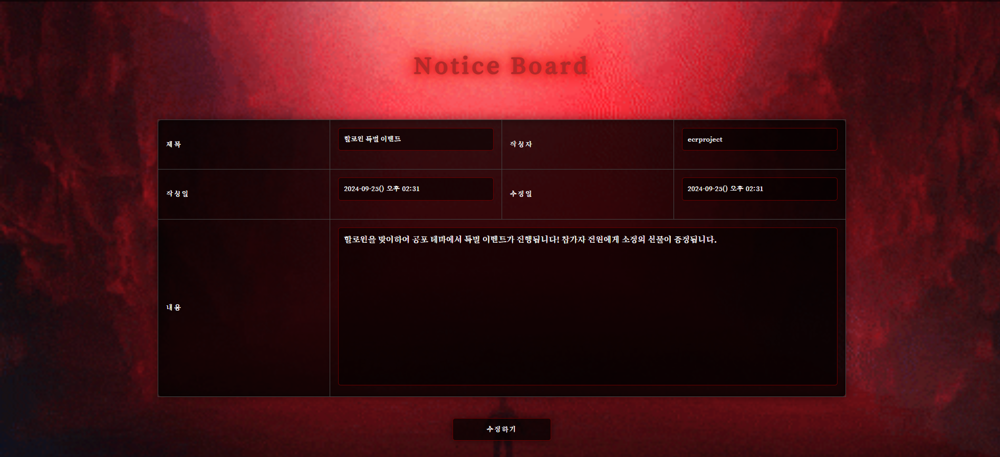 Notice Board
제목
할로윈 특별 이벤트
작성자
ecrproject
작성일
2024-09-25() 오후 02:31
수정일
2024-09-25() 오후 02:31
내용
할로윈을 맞이하여 공포 테마에서 특별 이벤트가 진행됩니다! 참가자 전원에게 소정의 선물이 증정됩니다.
수정하기